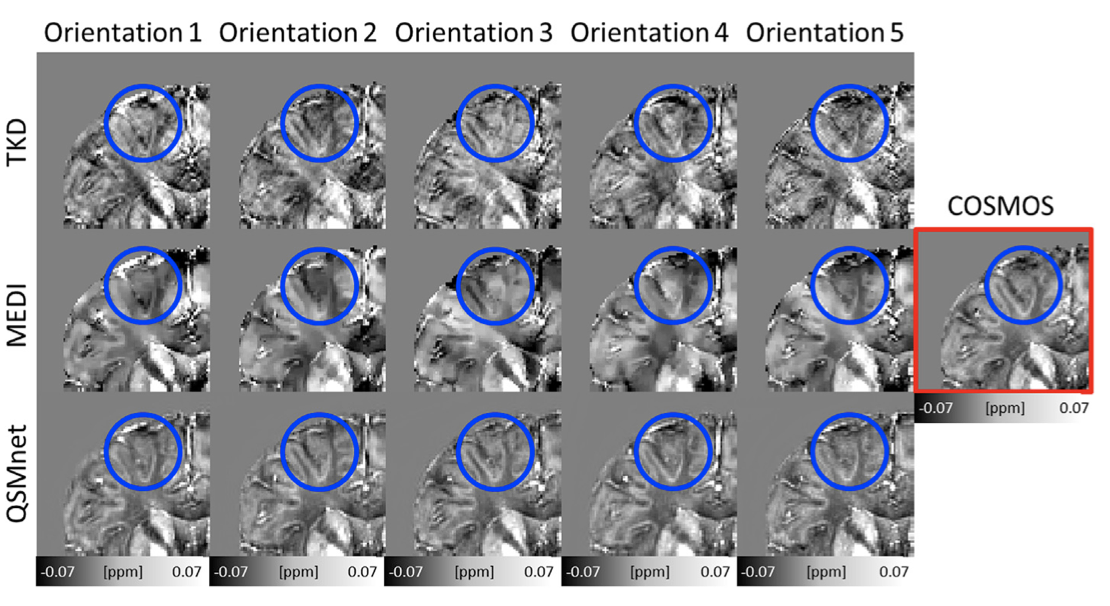 Orientation 1 Orientation 2 Orientation 3 Orientation 4 Orientation 5
TKD
COSMOS
MEDI
-0.07 [ppm] 0.07
QSMnet
-0.07 [ppm] 0.07 -0.07 [ppm] 0.07 -0.07 [ppm] 0.07 -0.07 [ppm] 0.07 -0.07 [ppm] 0.07